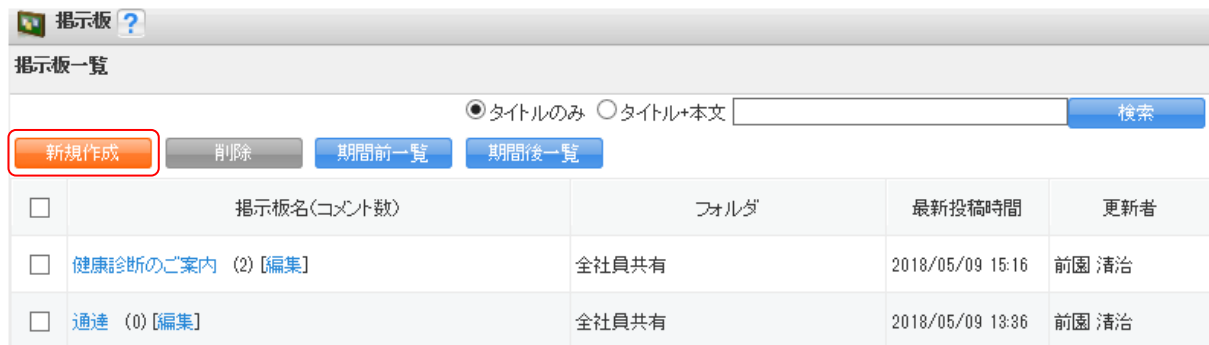 掲示板 ?
掲示板一覧
タイトルのみ タイトル+本文 検索
新規作成 削除 期間前一覧 期間後一覧
掲示板名(コメント数) フォルダ 最新投稿時間 更新者
健康診断のご案内 (2) [編集] 全社員共有 2018/05/09 15:16 前園 清治
通達 (0) [編集] 全社員共有 2018/05/09 13:36 前園 清治